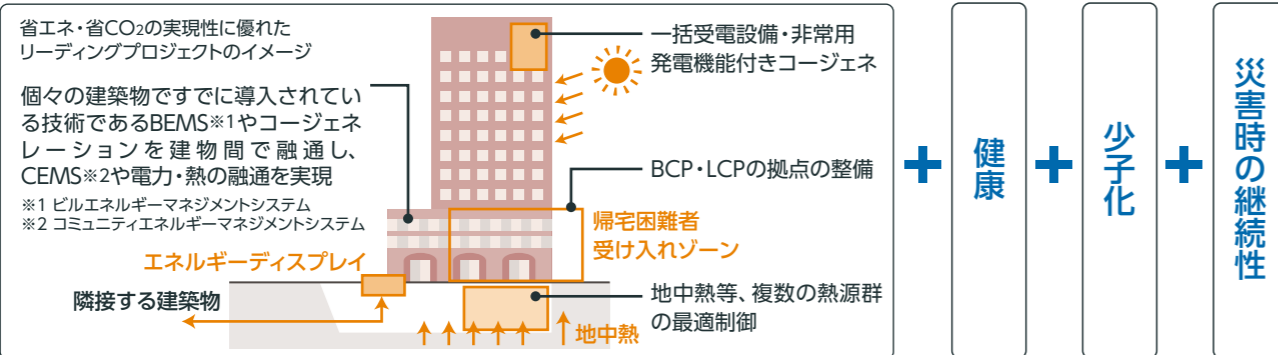 省エネ・省CO₂の実現性に優れた
リーディングプロジェクトのイメージ
個々の建築物ですでに導入されてい
る技術であるBEMS※1やコージェネ
レーションを建物間で融通し、
CEMS※2や電力・熱の融通を実現
※1 ビルエネルギーマネジメントシステム
※2 コミュニティエネルギーマネジメントシステム
エネルギーディスプレイ
隣接する建築物
一括受電設備・非常用
発電機能付きコージェネ
BCP・LCPの拠点の整備
帰宅困難者
受け入れゾーン
地中熱等、複数の熱源群
の最適制御
地中熱
+
健康
+
少子化
+
災害時の継続性